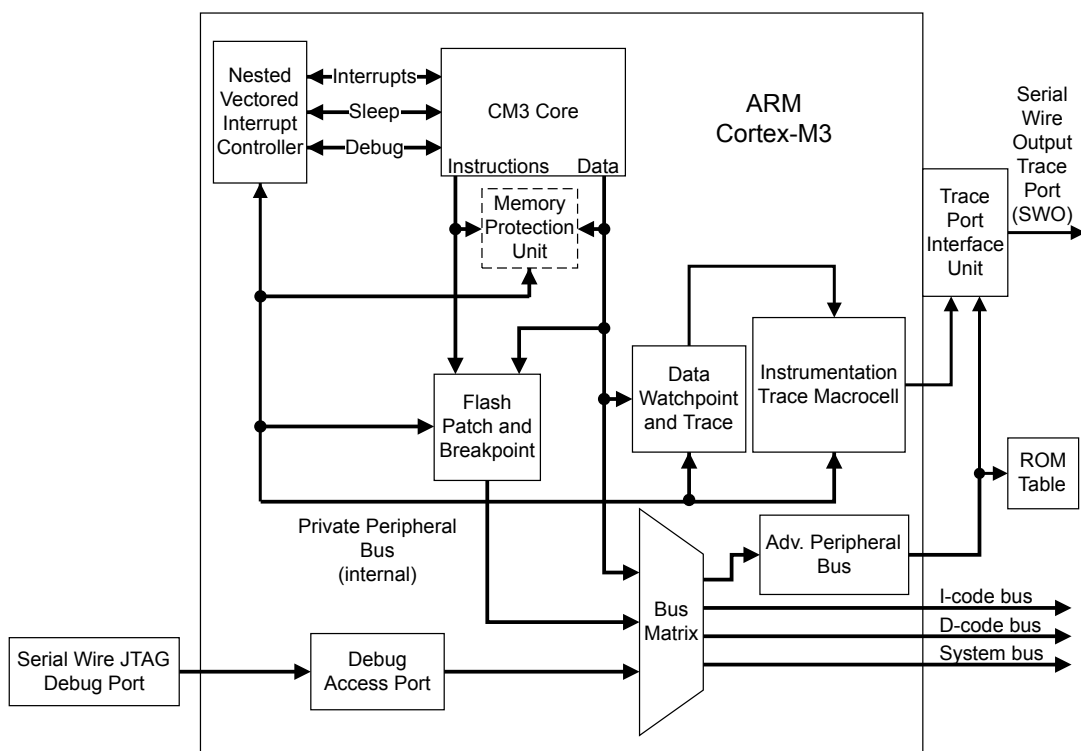 Nested
Vectored
Interrupt
Controller
Interrupts
Sleep
Debug
CM3 Core
Instructions
Data
ARM
Cortex-M3
Serial
Wire
Output
Trace
Port
(SWO)
Trace
Port
Interface
Unit
Memory
Protection
Unit
Flash
Patch and
Breakpoint
Data
Watchpoint
and Trace
Instrumentation
Trace Macrocell
ROM
Table
Private Peripheral
Bus
(internal)
Adv. Peripheral
Bus
Bus
Matrix
I-code bus
D-code bus
System bus
Serial Wire JTAG
Debug Port
Debug
Access Port